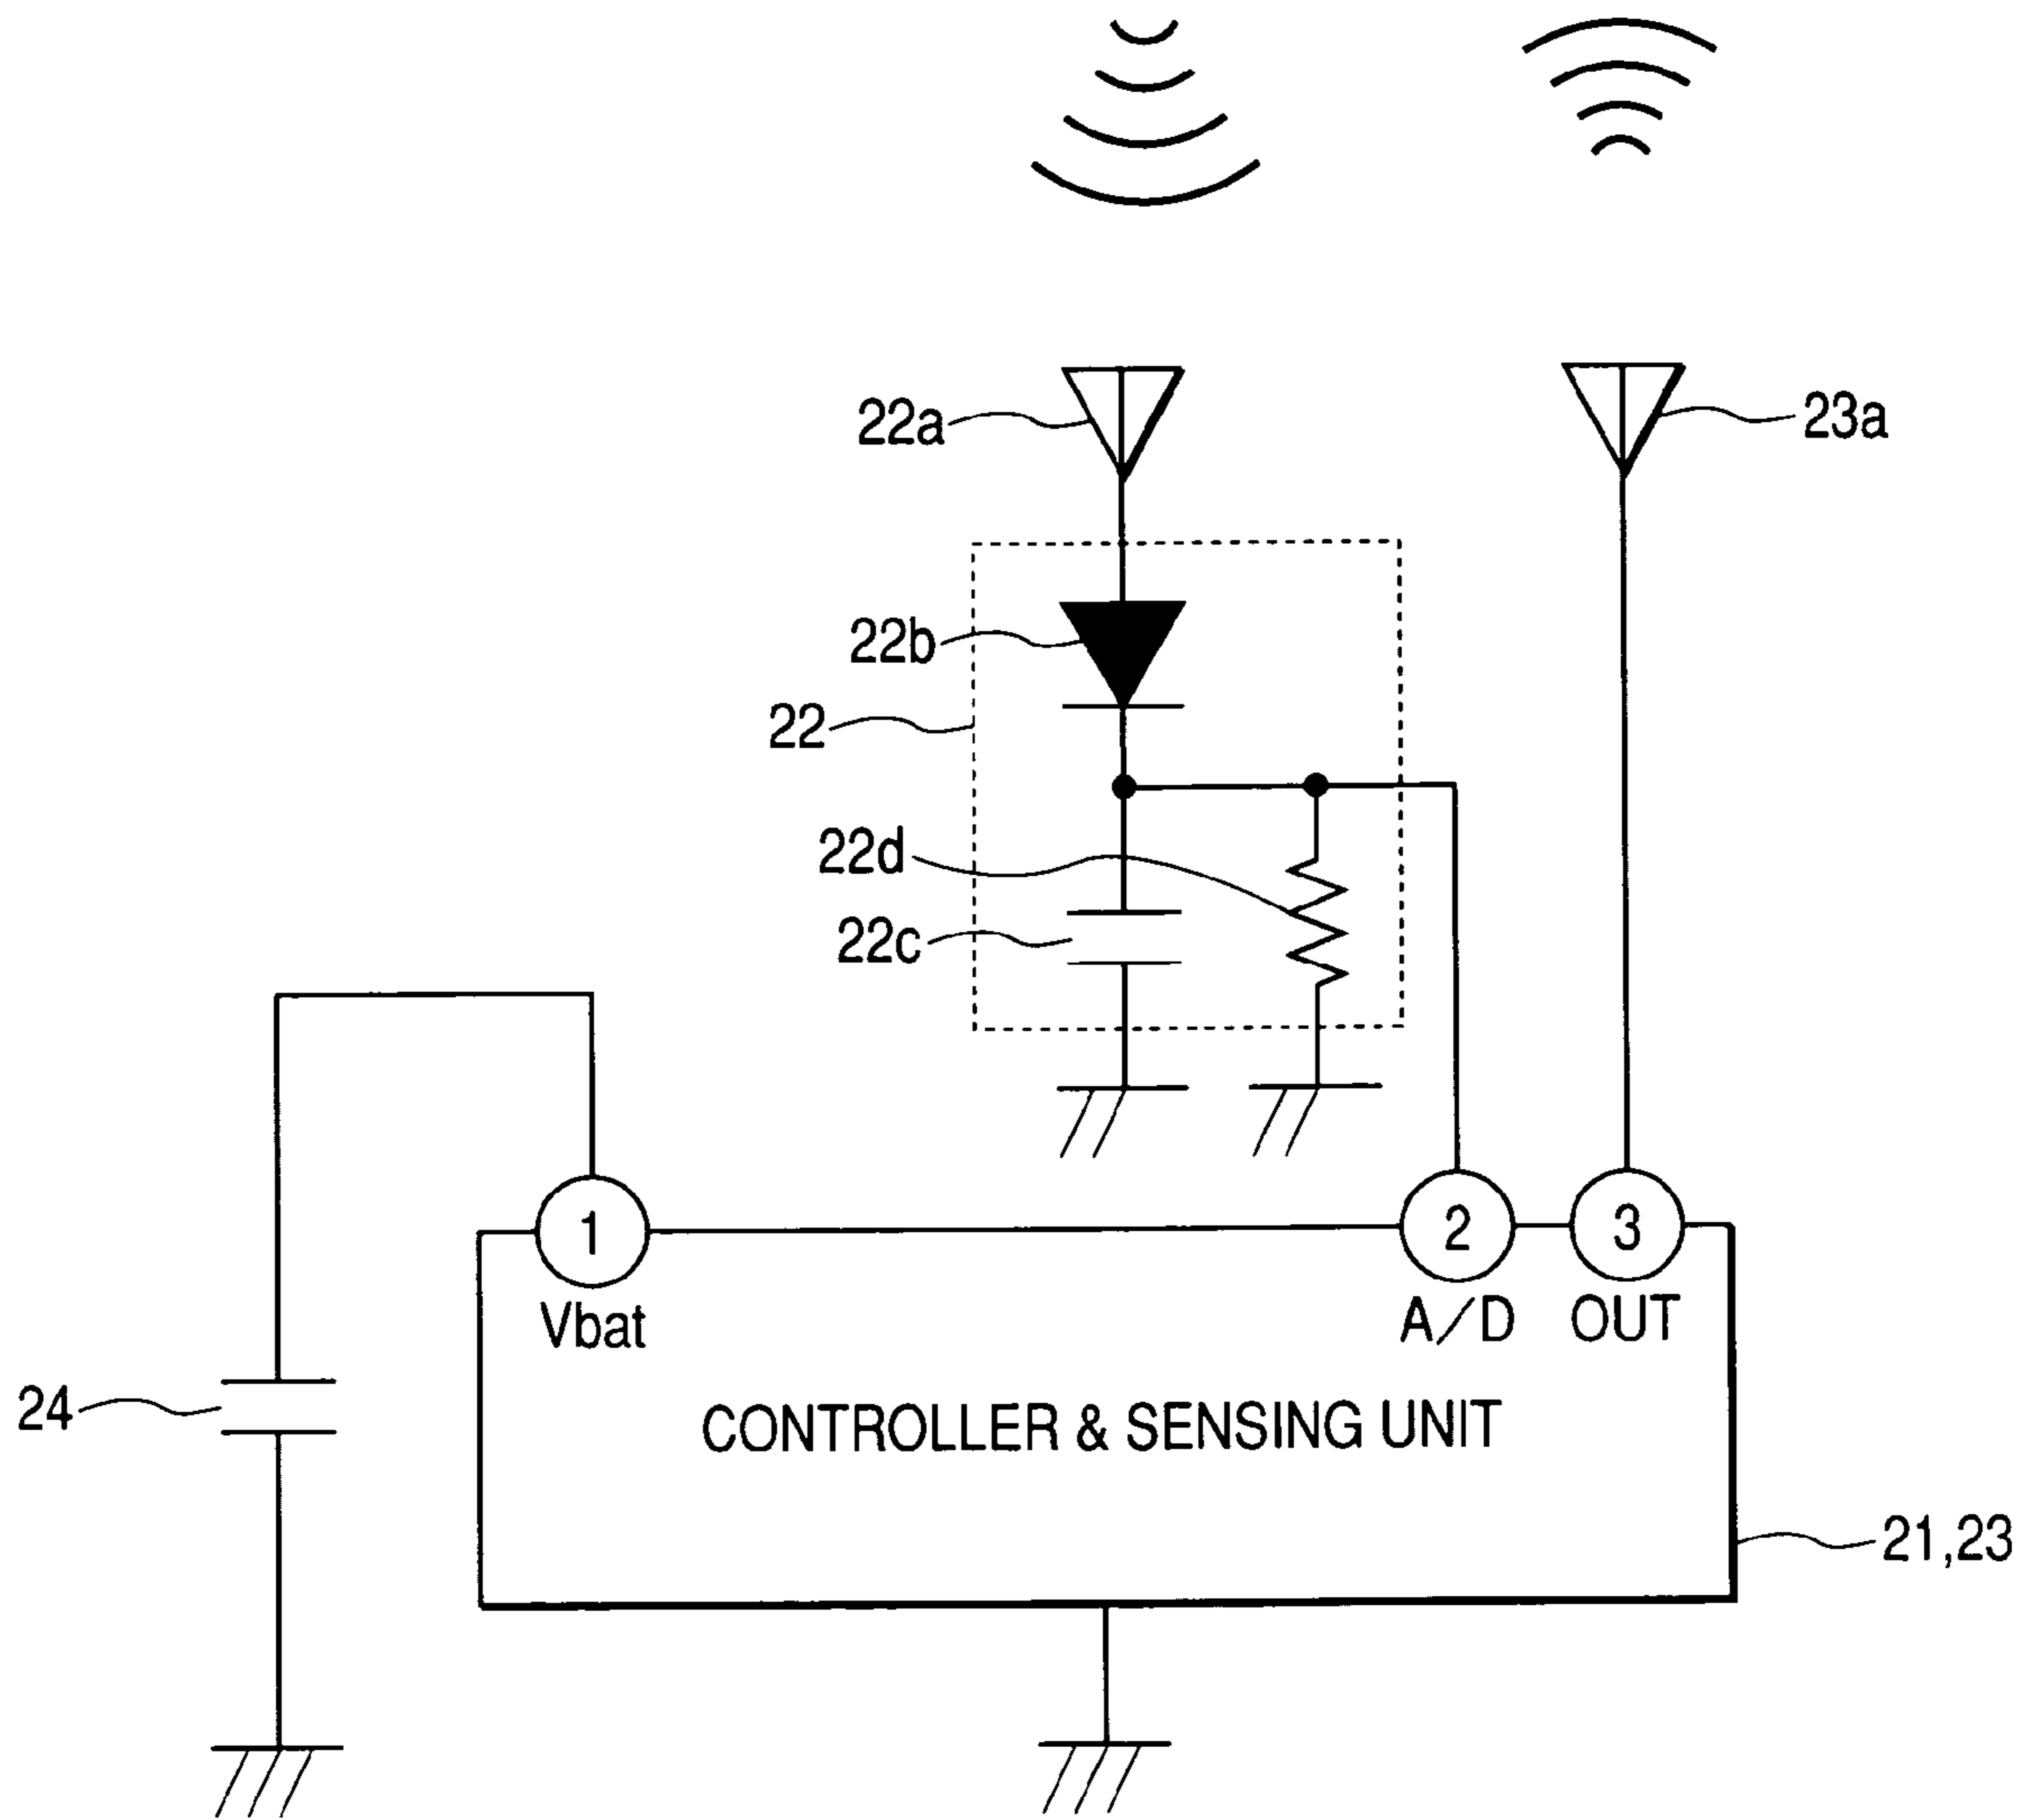 22a
23a
22b
22
22d
22c
1
2
3
Vbat
A/D
OUT
24
CONTROLLER & SENSING UNIT
21,23